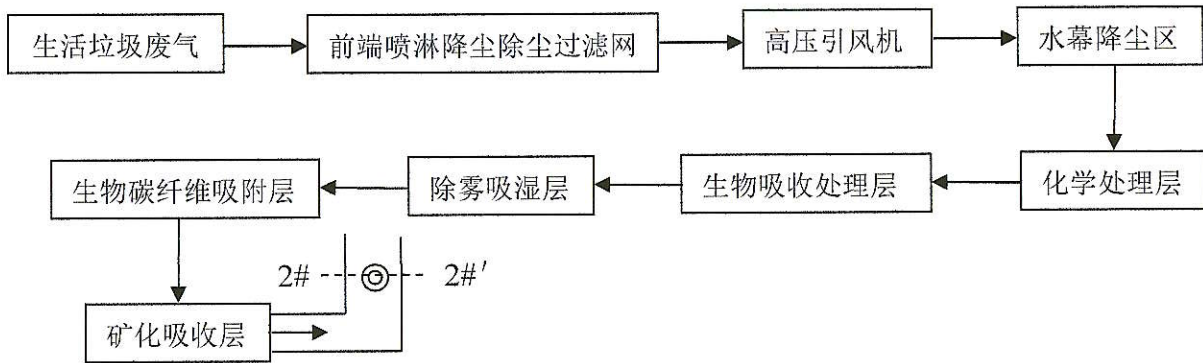 生活垃圾废气
前端喷淋降尘除尘过滤网
高压引风机
水幕降尘区
化学处理层
生物吸收处理层
除雾吸湿层
生物碳纤维吸附层
2#
2#′
矿化吸收层